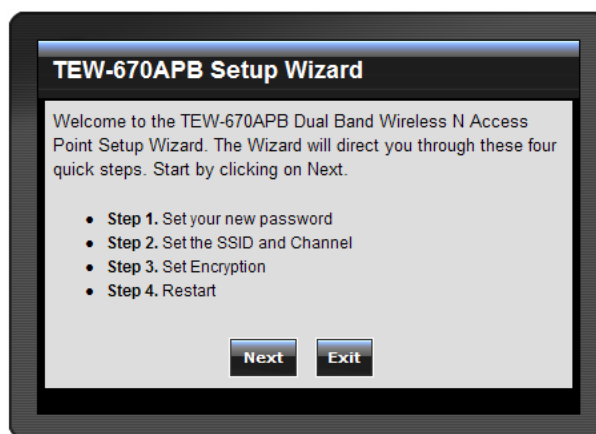 TEW-670APB Setup Wizard
Welcome to the TEW-670APB Dual Band Wireless N Access
Point Setup Wizard. The Wizard will direct you through these four
quick steps. Start by clicking on Next.
• Step 1. Set your new password
• Step 2. Set the SSID and Channel
• Step 3. Set Encryption
• Step 4. Restart
Next Exit